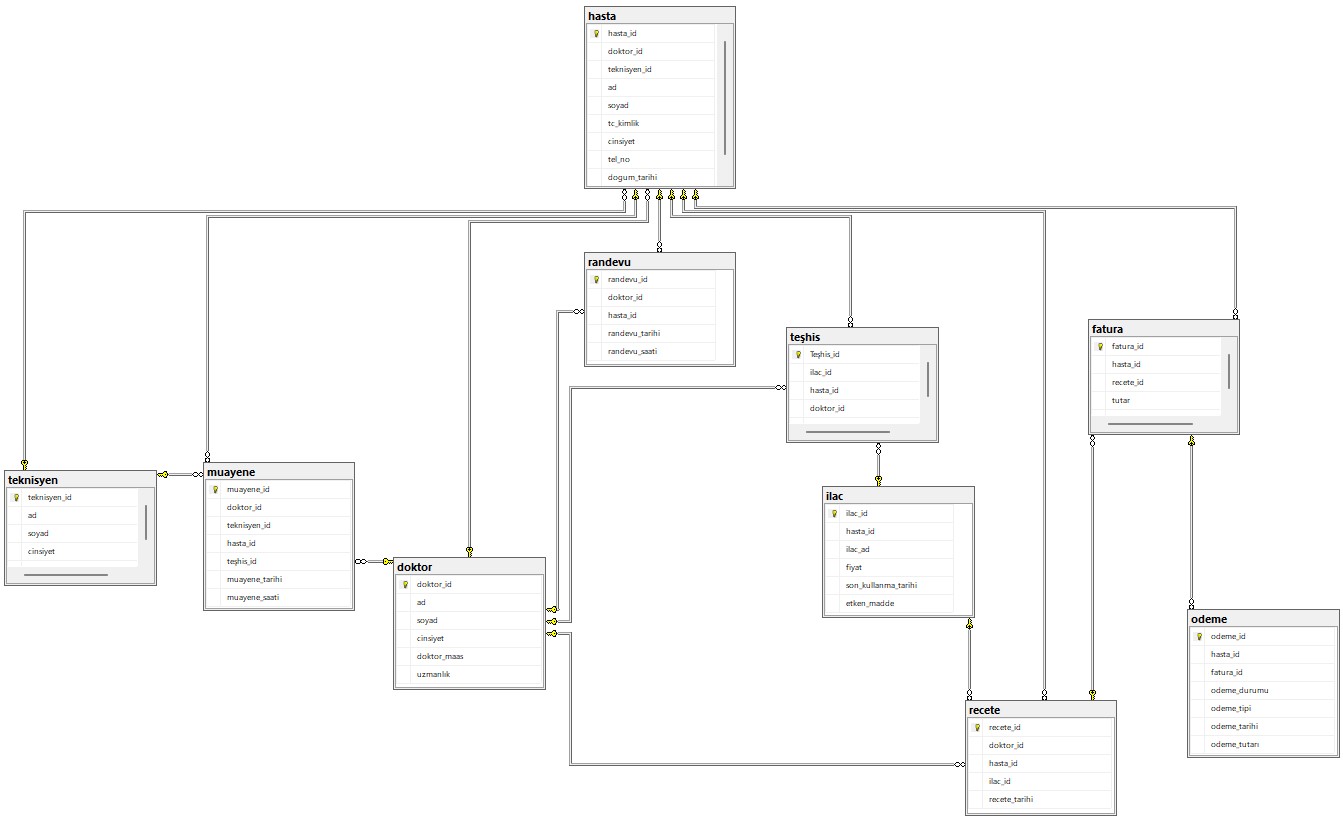 hasta
hasta_id
doktor_id
teknisyen_id
ad
soyad
tc_kimlik
cinsiyet
tel_no
dogum_tarihi
randevu
randevu_id
doktor_id
hasta_id
randevu_tarihi
randevu_saati
teşhis
Teşhis_id
ilac_id
hasta_id
doktor_id
fatura
fatura_id
hasta_id
recete_id
tutar
teknisyen
teknisyen_id
ad
soyad
cinsiyet
muayene
muayene_id
doktor_id
teknisyen_id
hasta_id
teşhis_id
muayene_tarihi
muayene_saati
doktor
doktor_id
ad
soyad
cinsiyet
doktor_maas
uzmanlık
ilac
ilac_id
hasta_id
ilac_ad
fiyat
son_kullanma_tarihi
etken_madde
odeme
odeme_id
hasta_id
fatura_id
odeme_durumu
odeme_tipi
odeme_tarihi
odeme_tutarı
recete
recete_id
doktor_id
hasta_id
ilac_id
recete_tarihi